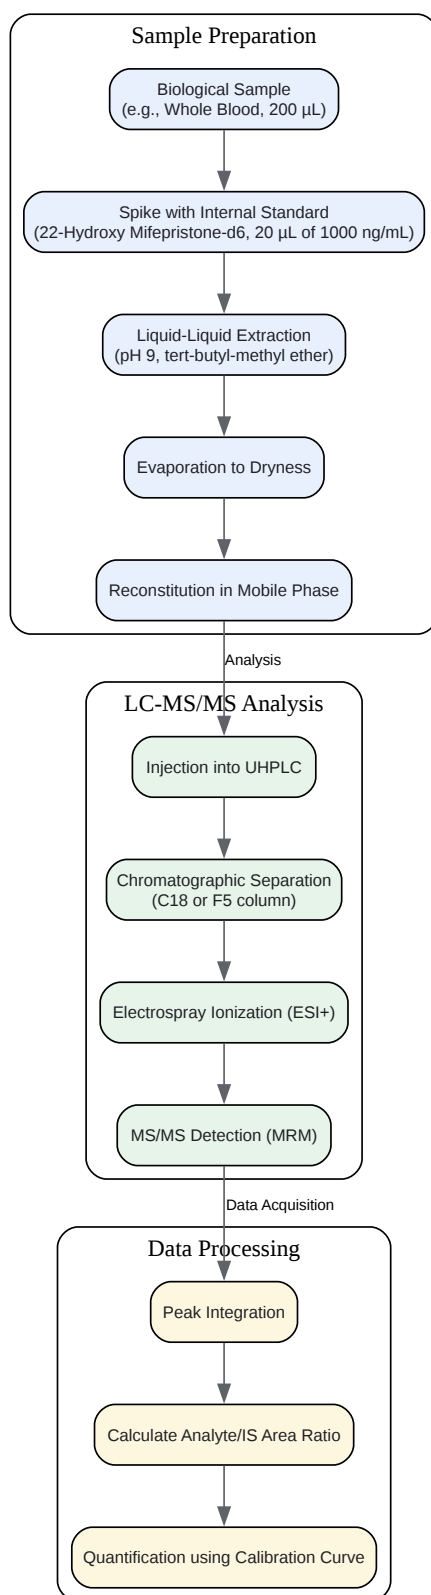 Sample Preparation
Biological Sample
(e.g., Whole Blood, 200 µL)
Spike with Internal Standard
(22-Hydroxy Mifepristone-d6, 20 µL of 1000 ng/mL)
Liquid-Liquid Extraction
(pH 9, tert-butyl-methyl ether)
Evaporation to Dryness
Reconstitution in Mobile Phase
Analysis
LC-MS/MS Analysis
Injection into UHPLC
Chromatographic Separation
(C18 or F5 column)
Electrospray Ionization (ESI+)
MS/MS Detection (MRM)
Data Acquisition
Data Processing
Peak Integration
Calculate Analyte/IS Area Ratio
Quantification using Calibration Curve